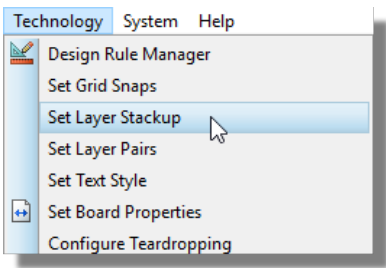 Technology System Help
Design Rule Manager
Set Grid Snaps
Set Layer Stackup
Set Layer Pairs
Set Text Style
Set Board Properties
Configure Teardropping